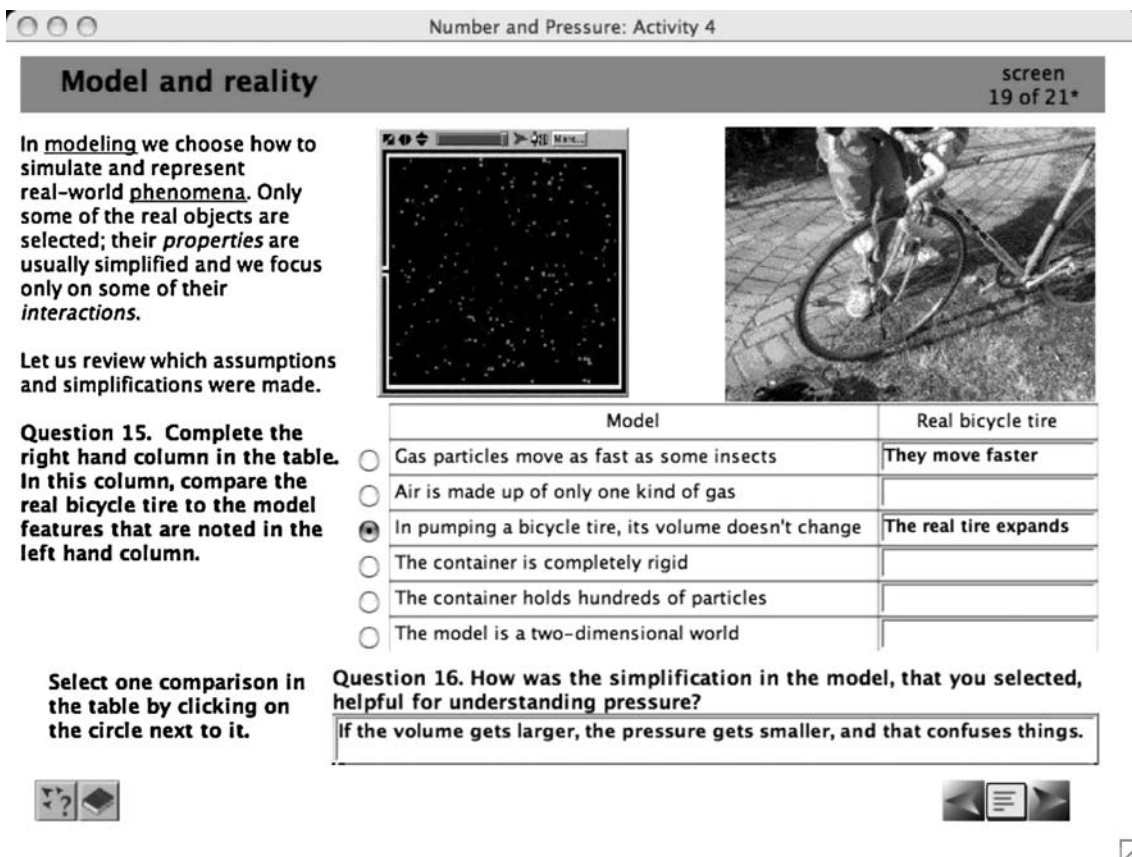 Number and Pressure: Activity 4
Model and reality
screen
19 of 21*
In modeling we choose how to
simulate and represent
real-world phenomena. Only
some of the real objects are
selected; their properties are
usually simplified and we focus
only on some of their
interactions.
Let us review which assumptions
and simplifications were made.
Question 15. Complete the
right hand column in the table.
In this column, compare the
real bicycle tire to the model
features that are noted in the
left hand column.
Model Real bicycle tire
Gas particles move as fast as some insects They move faster
Air is made up of only one kind of gas
In pumping a bicycle tire, its volume doesn't change The real tire expands
The container is completely rigid
The container holds hundreds of particles
The model is a two-dimensional world
Select one comparison in
the table by clicking on
the circle next to it.
Question 16. How was the simplification in the model, that you selected,
helpful for understanding pressure?
If the volume gets larger, the pressure gets smaller, and that confuses things.
?